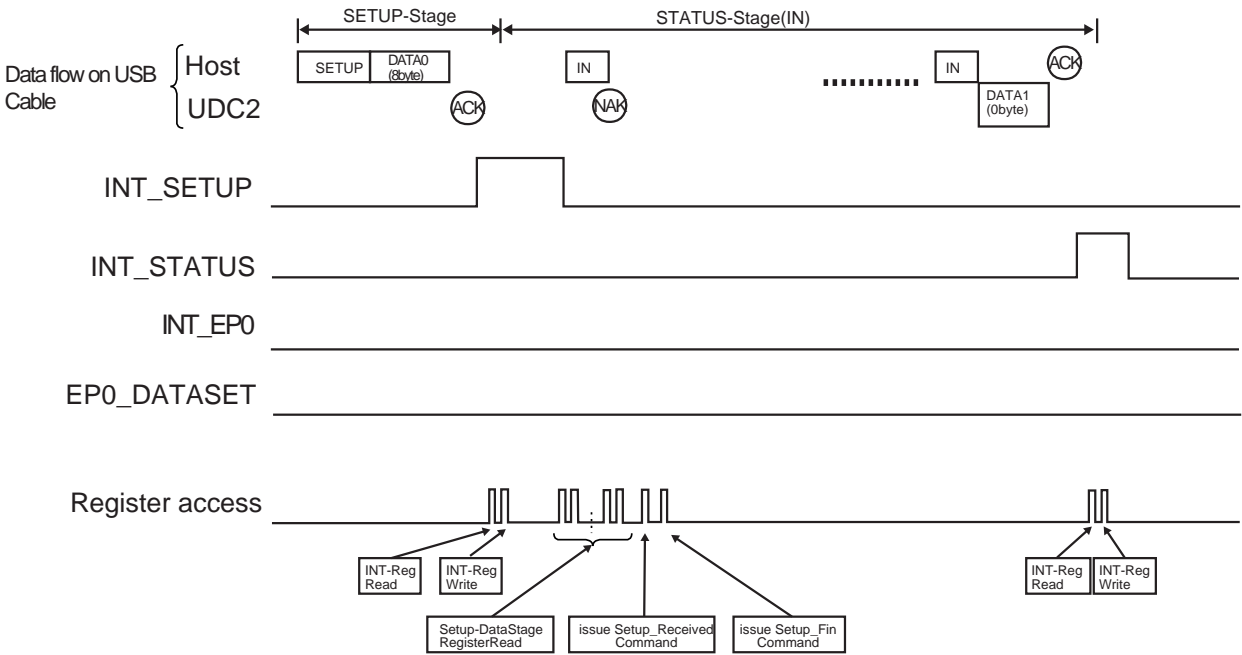 SETUP-Stage
STATUS-Stage(IN)
Data flow on USB
Cable
Host
UDC2
SETUP
DATA0
(8byte)
ACK
IN
NAK
IN
DATA1
(0byte)
ACK
INT_SETUP
INT_STATUS
INT_EP0
EP0_DATASET
Register access
INT-Reg
Read
INT-Reg
Write
INT-Reg
Read
INT-Reg
Write
Setup-DataStage
RegisterRead
issue Setup_Received
Command
issue Setup_Fin
Command